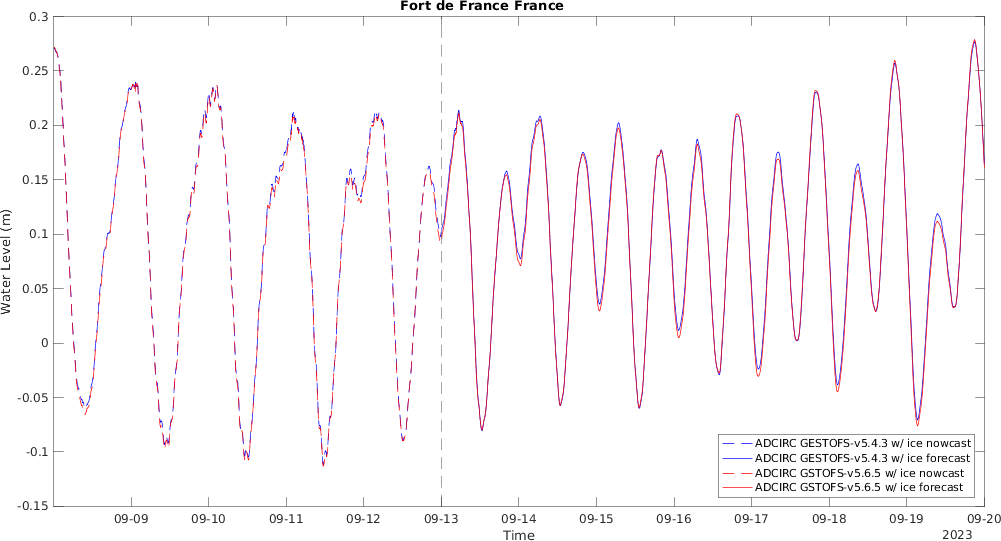 Fort de France France
0.3
0.25
0.2
0.15
0.1
0.05
0
-0.05
-0.1
-0.15
Water Level (m)
ADCIRC GESTOFS-v5.4.3 w/ ice nowcast
ADCIRC GESTOFS-v5.4.3 w/ ice forecast
ADCIRC GSTOFS-v5.6.5 w/ ice nowcast
ADCIRC GSTOFS-v5.6.5 w/ ice forecast
09-09 09-10 09-11 09-12 09-13 09-14 09-15 09-16 09-17 09-18 09-19 09-20
Time
2023